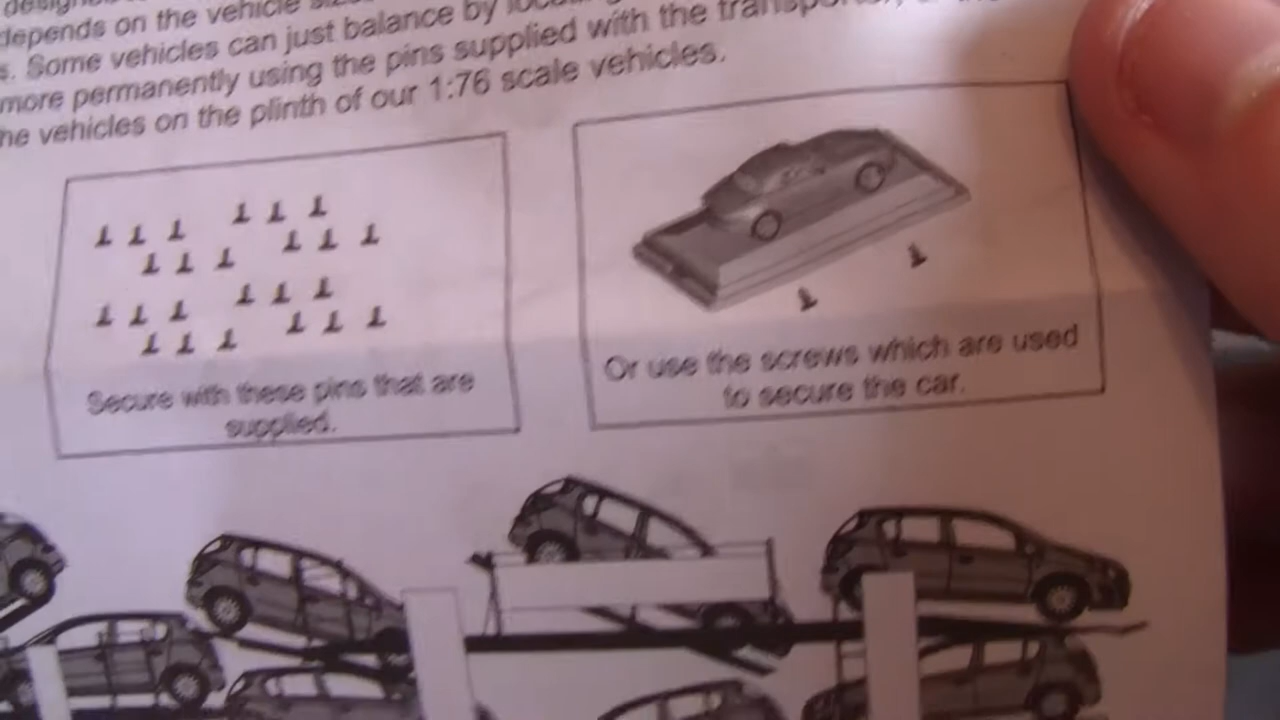 depends on the vehicle
s. Some vehicles can just balance by
more permanently using the pins supplied with the
he vehicles on the plinth of our 1:76 scale vehicles.
Secure with these pins that are
supplied.
Or use the screws which are used
to secure the car.